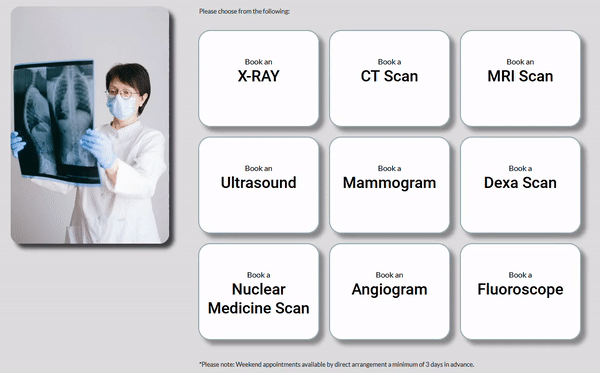 Please choose from the following:
Book an
X-RAY
Book a
CT Scan
Book a
MRI Scan
Book an
Ultrasound
Book a
Mammogram
Book a
Dexa Scan
Book a
Nuclear
Medicine Scan
Book an
Angiogram
Book a
Fluoroscope
*Please note: Weekend appointments available by direct arrangement a minimum of 3 days in advance.